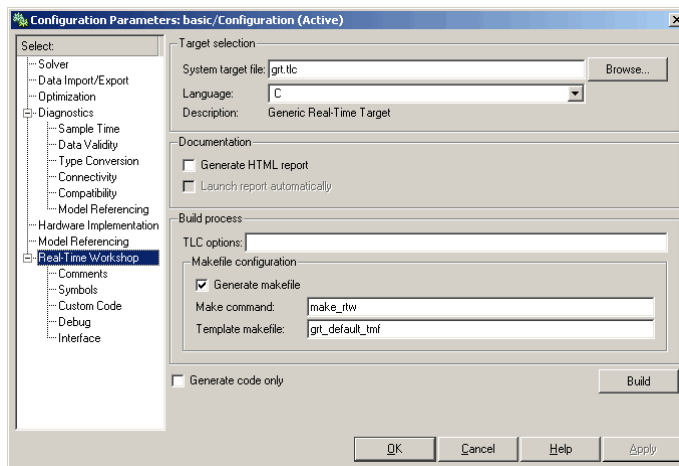 Configuration Parameters: basic/Configuration (Active)
Select:
Solver
Data Import/Export
Optimization
Diagnostics
Sample Time
Data Validity
Type Conversion
Connectivity
Compatibility
Model Referencing
Hardware Implementation
Model Referencing
Real-Time Workshop
Comments
Symbols
Custom Code
Debug
Interface
Target selection
System target file: grt.tlc Browse...
Language: C
Description: Generic Real-Time Target
Documentation
Generate HTML report
Launch report automatically
Build process
TLC options:
Makefile configuration
Generate makefile
Make command: make_rtw
Template makefile: grt_default_tmf
Generate code only Build
OK Cancel Help Apply